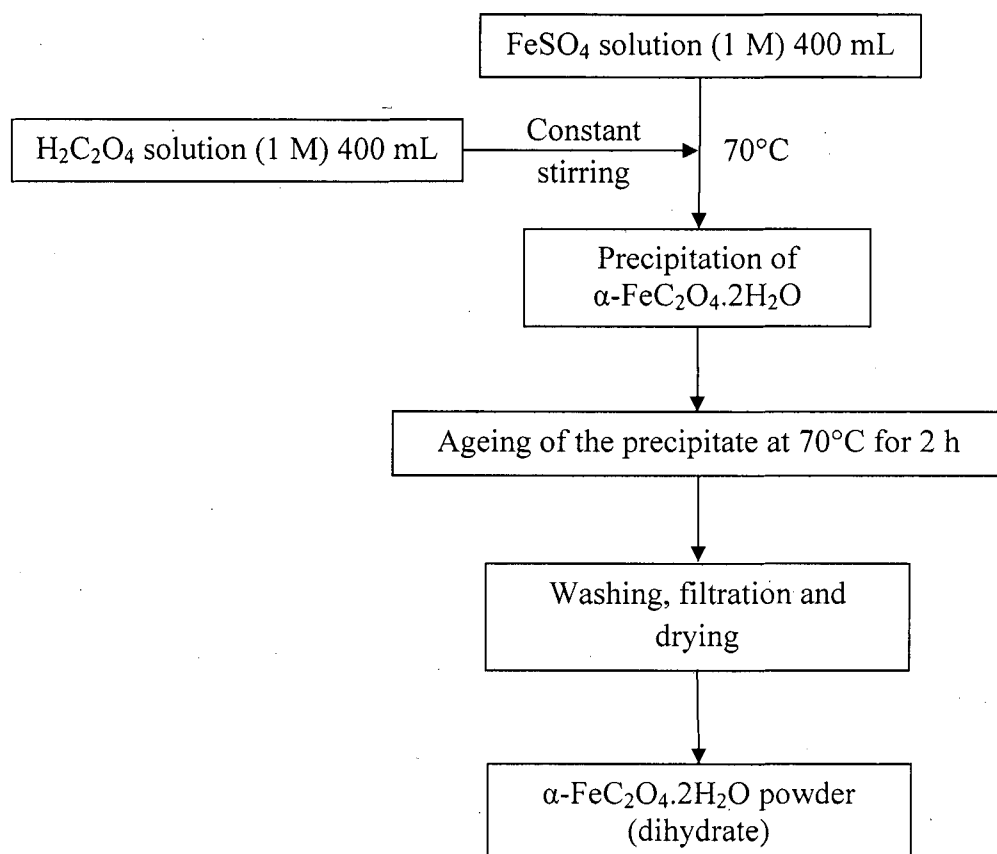 FeSO₄ solution (1 M) 400 mL
H₂C₂O₄ solution (1 M) 400 mL
Constant
stirring
70°C
Precipitation of
α-FeC₂O₄.2H₂O
Ageing of the precipitate at 70°C for 2 h
Washing, filtration and
drying
α-FeC₂O₄.2H₂O powder
(dihydrate)